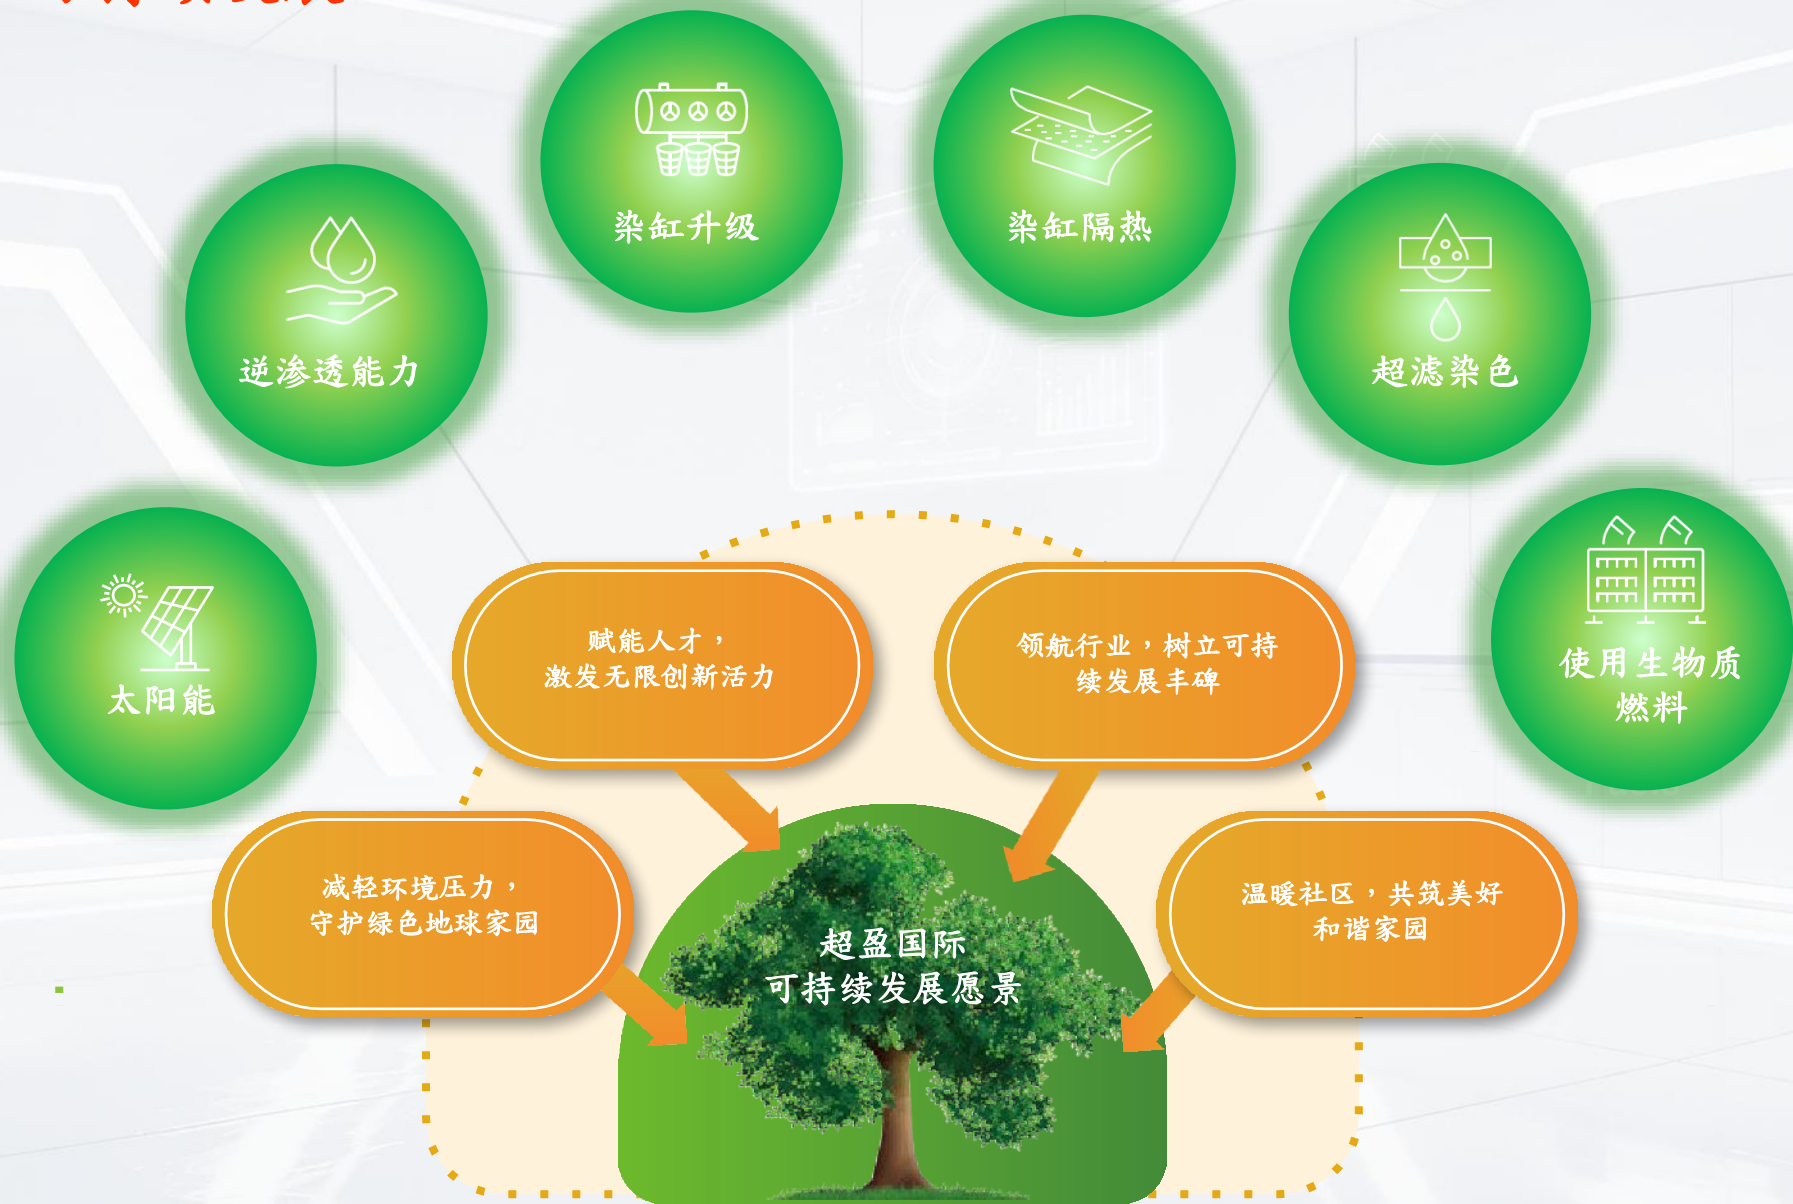 染缸升级
染缸隔热
逆渗透能力
超滤染色
太阳能
使用生物质
燃料
赋能人才，
激发无限创新活力
领航行业，树立可持
续发展丰碑
减轻环境压力，
守护绿色地球家园
温暖社区，共筑美好
和谐家园
超盈国际
可持续发展愿景